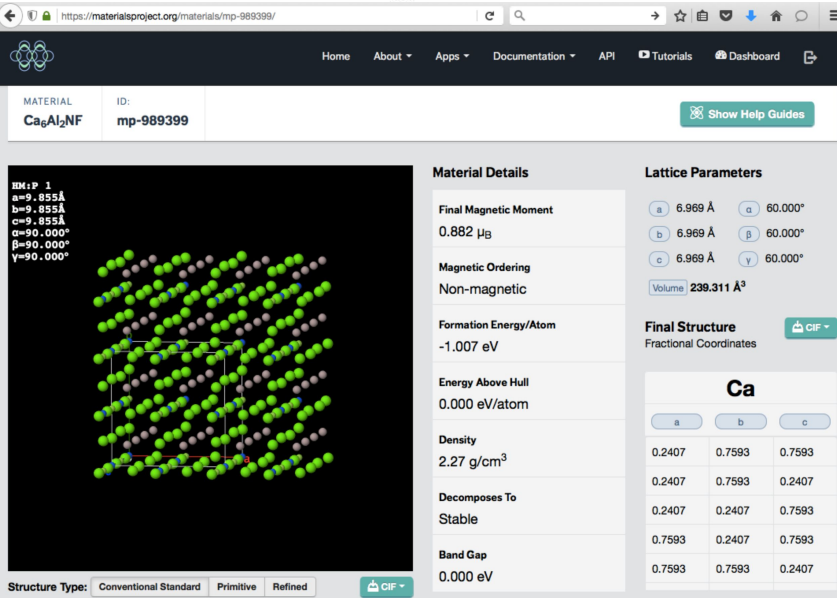 https://materialsproject.org/materials/mp-989399/
Home About Apps Documentation API Tutorials Dashboard
MATERIAL ID:
Ca₆Al₂NF mp-989399
Show Help Guides
HM:P 1
a=9.855Å
b=9.855Å
c=9.855Å
α=90.000°
β=90.000°
γ=90.000°
a
Structure Type: Conventional Standard Primitive Refined CIF
Material Details
Final Magnetic Moment
0.882 μB
Magnetic Ordering
Non-magnetic
Formation Energy/Atom
-1.007 eV
Energy Above Hull
0.000 eV/atom
Density
2.27 g/cm³
Decomposes To
Stable
Band Gap
0.000 eV
Lattice Parameters
a 6.969 Å α 60.000°
b 6.969 Å β 60.000°
c 6.969 Å γ 60.000°
Volume 239.311 Å³
Final Structure CIF
Fractional Coordinates
Ca
a b c
0.2407 0.7593 0.7593
0.2407 0.7593 0.2407
0.2407 0.2407 0.7593
0.7593 0.2407 0.7593
0.7593 0.7593 0.2407